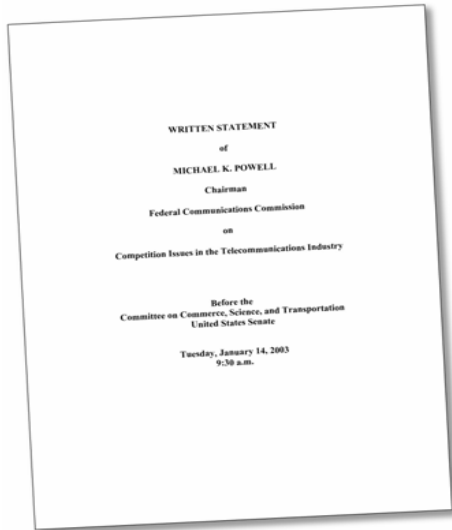 WRITTEN STATEMENT
of
MICHAEL K. POWELL
Chairman
Federal Communications Commission
on
Competition Issues in the Telecommunications Industry
Before the
Committee on Commerce, Science, and Transportation
United States Senate
Tuesday, January 14, 2003
9:30 a.m.